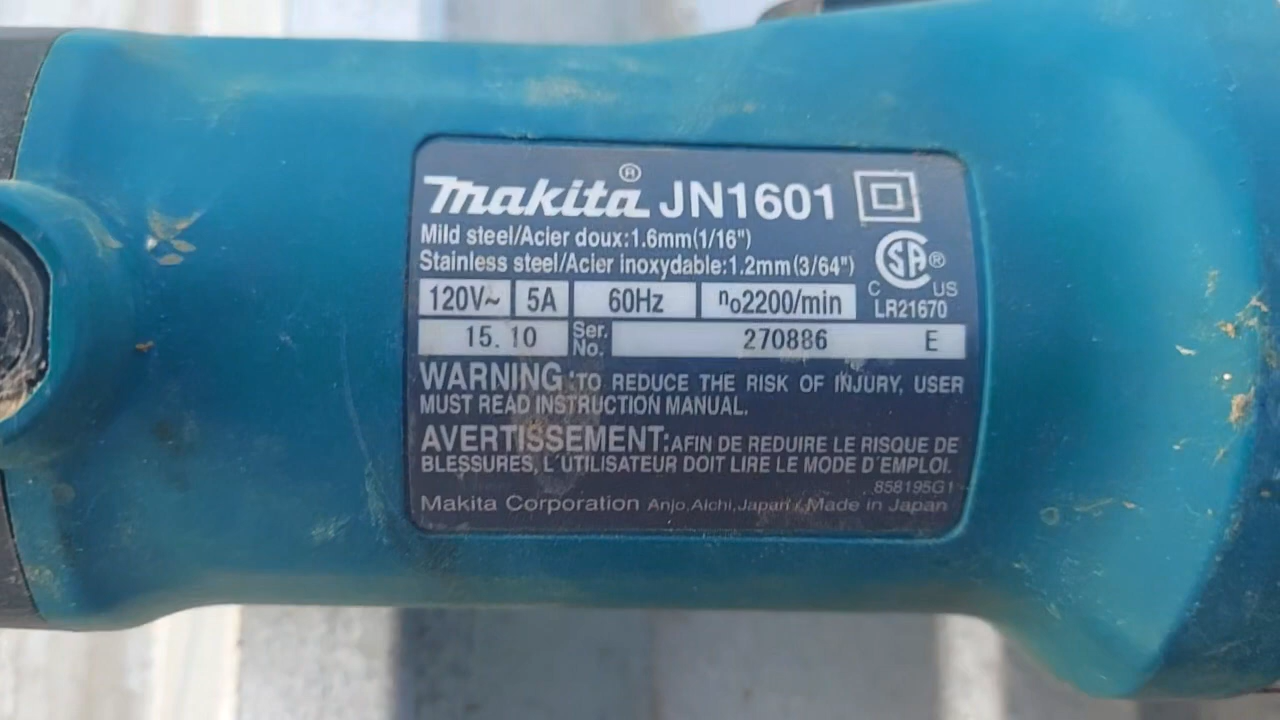 Makita® JN1601
Mild steel/Acier doux:1.6mm(1/16")
Stainless steel/Acier inoxydable:1.2mm(3/64")
SA®
C US
LR21670
120V~ 5A 60Hz no2200/min
15.10 Ser. No. 270886 E
WARNING:TO REDUCE THE RISK OF INJURY, USER
MUST READ INSTRUCTION MANUAL.
AVERTISSEMENT:AFIN DE REDUIRE LE RISQUE DE
BLESSURES, L'UTILISATEUR DOIT LIRE LE MODE D'EMPLOI.
858195G1
Makita Corporation Anjo,Aichi,Japan / Made in Japan